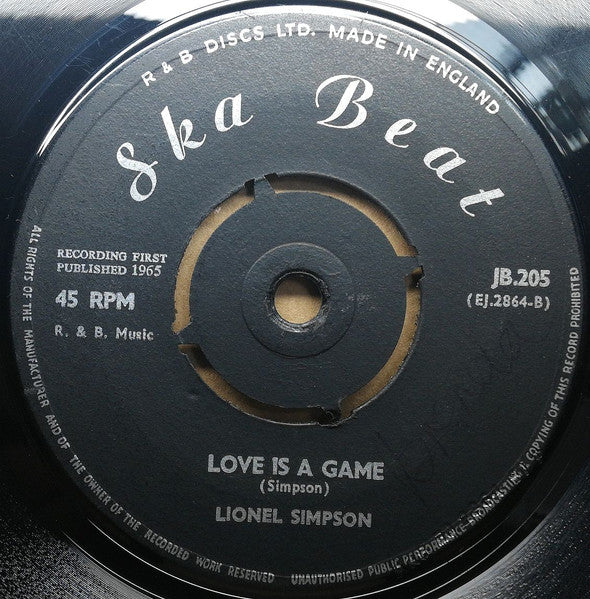 R & B DISCS LTD. MADE IN ENGLAND
Ska Beat
RECORDING FIRST
PUBLISHED 1965
45 RPM
R. & B. Music
JB.205
(EJ.2864-B)
LOVE IS A GAME
(Simpson)
LIONEL SIMPSON
ALL RIGHTS OF THE MANUFACTURER AND OF THE OWNER OF THE RECORDED WORK RESERVED UNAUTHORISED PUBLIC PERFORMANCE, BROADCASTING & COPYING OF THIS RECORD PROHIBITED